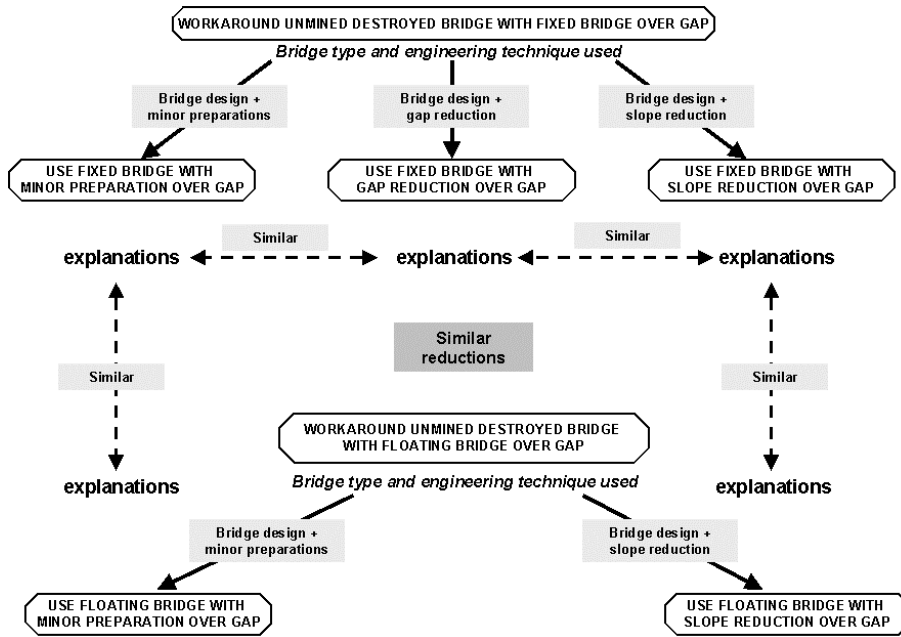 WORKAROUND UNMINED DESTROYED BRIDGE WITH FIXED BRIDGE OVER GAP
Bridge type and engineering technique used
Bridge design +
minor preparations
Bridge design +
gap reduction
Bridge design +
slope reduction
USE FIXED BRIDGE WITH
MINOR PREPARATION OVER GAP
USE FIXED BRIDGE WITH
GAP REDUCTION OVER GAP
USE FIXED BRIDGE WITH
SLOPE REDUCTION OVER GAP
explanations
Similar
explanations
Similar
explanations
Similar
reductions
Similar
Similar
WORKAROUND UNMINED DESTROYED BRIDGE
WITH FLOATING BRIDGE OVER GAP
explanations
Bridge type and engineering technique used
explanations
Bridge design +
minor preparations
Bridge design +
slope reduction
USE FLOATING BRIDGE WITH
MINOR PREPARATION OVER GAP
USE FLOATING BRIDGE WITH
SLOPE REDUCTION OVER GAP